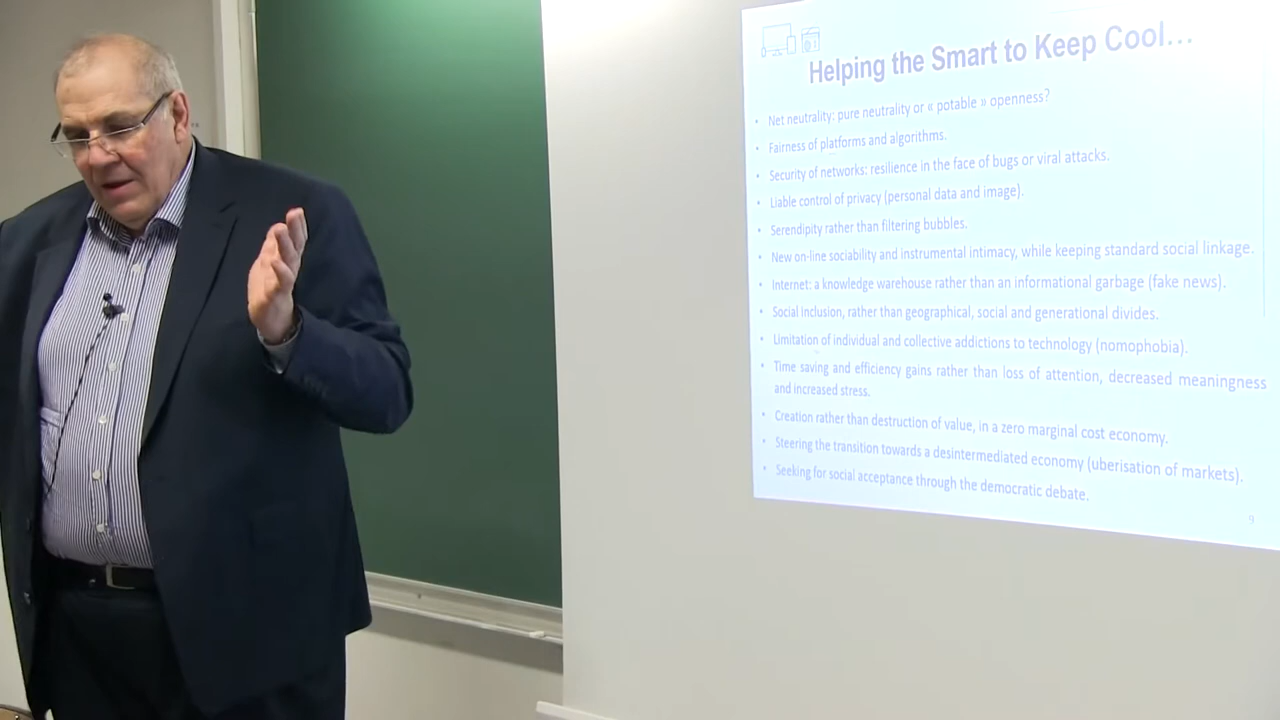 Helping the Smart to Keep Cool...
• Net neutrality: pure neutrality or « potable » openness?
• Fairness of platforms and algorithms.
• Security of networks: resilience in the face of bugs or viral attacks.
• Liable control of privacy (personal data and image).
• Serendipity rather than filtering bubbles.
• New on-line sociability and instrumental intimacy, while keeping standard social linkage.
• Internet: a knowledge warehouse rather than an informational garbage (fake news).
• Social Inclusion, rather than geographical, social and generational divides.
• Limitation of individual and collective addictions to technology (nomophobia).
• Time saving and efficiency gains rather than loss of attention, decreased meaningness
and increased stress.
• Creation rather than destruction of value, in a zero marginal cost economy.
• Steering the transition towards a desintermediated economy (uberisation of markets).
• Seeking for social acceptance through the democratic debate.
9